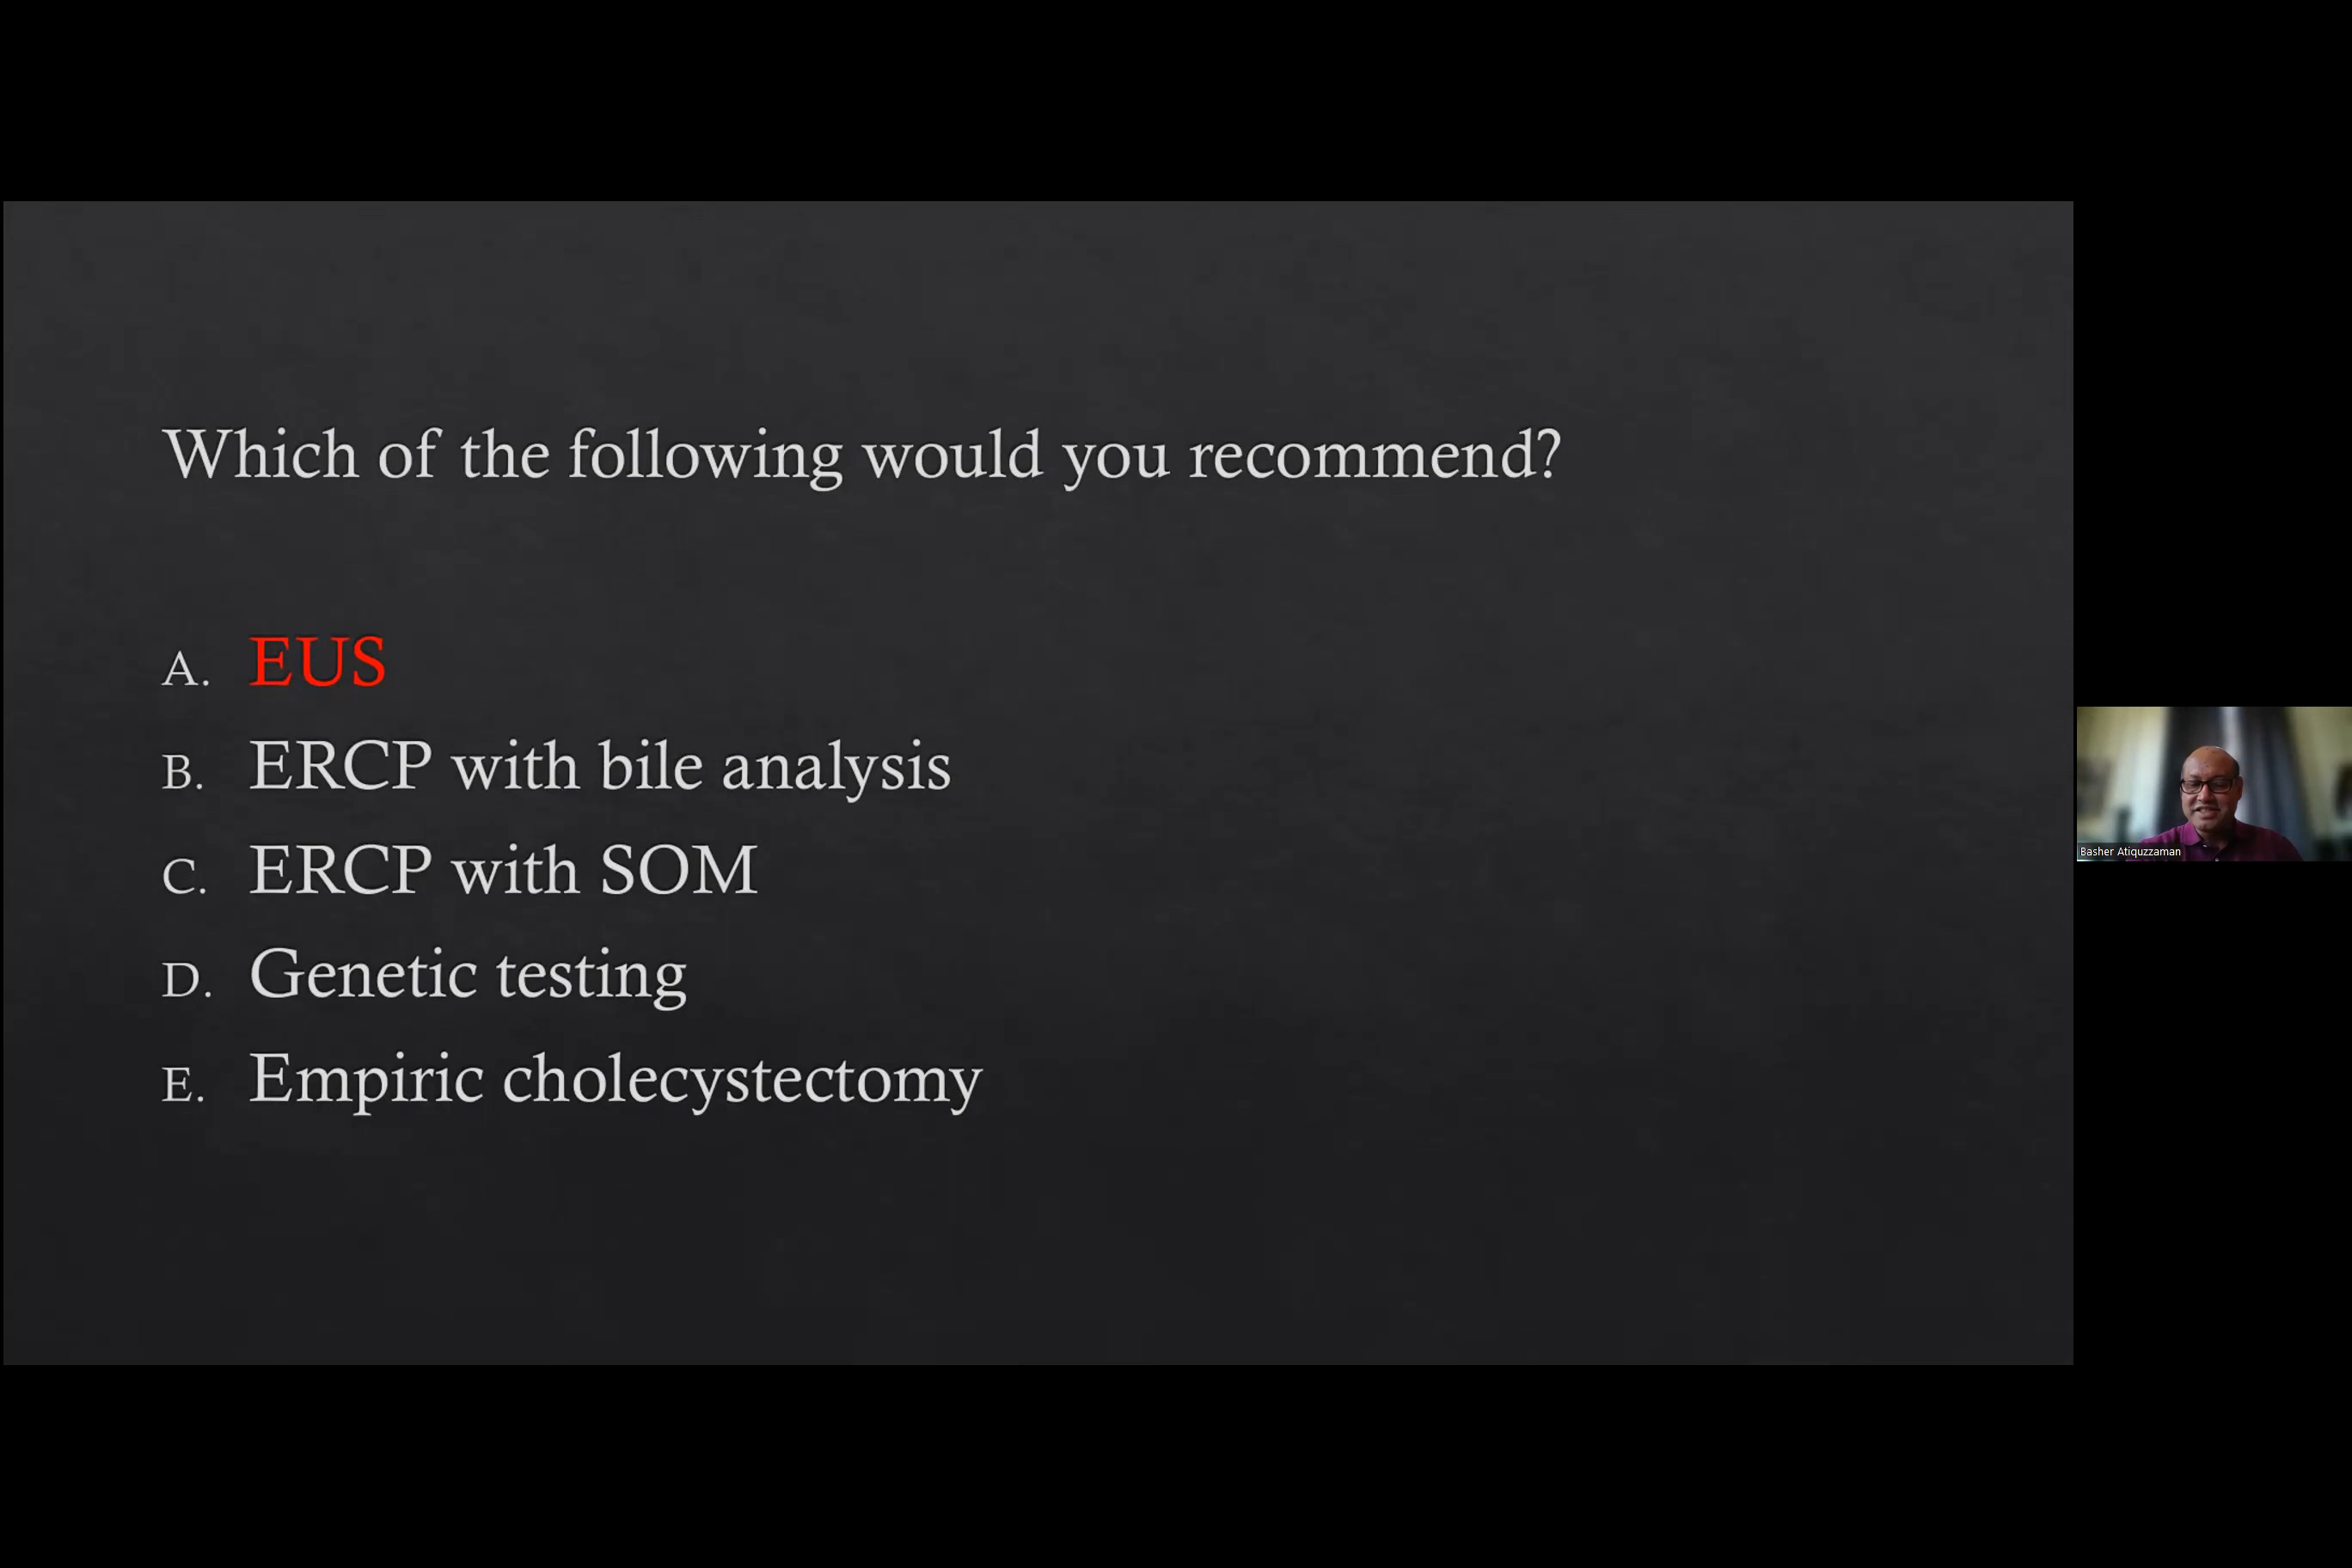 Which of the following would you recommend?
A. EUS
B. ERCP with bile analysis
C. ERCP with SOM
D. Genetic testing
E. Empiric cholecystectomy
Basher Atiquzzaman